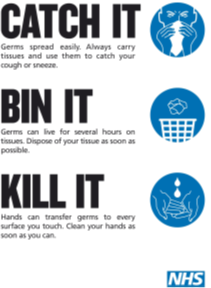 CATCH IT
Germs spread easily. Always carry
tissues and use them to catch your
cough or sneeze.
BIN IT
Germs can live for several hours on
tissues. Dispose of your tissue as soon as
possible.
KILL IT
Hands can transfer germs to every
surface you touch. Clean your hands as
soon as you can.
NHS